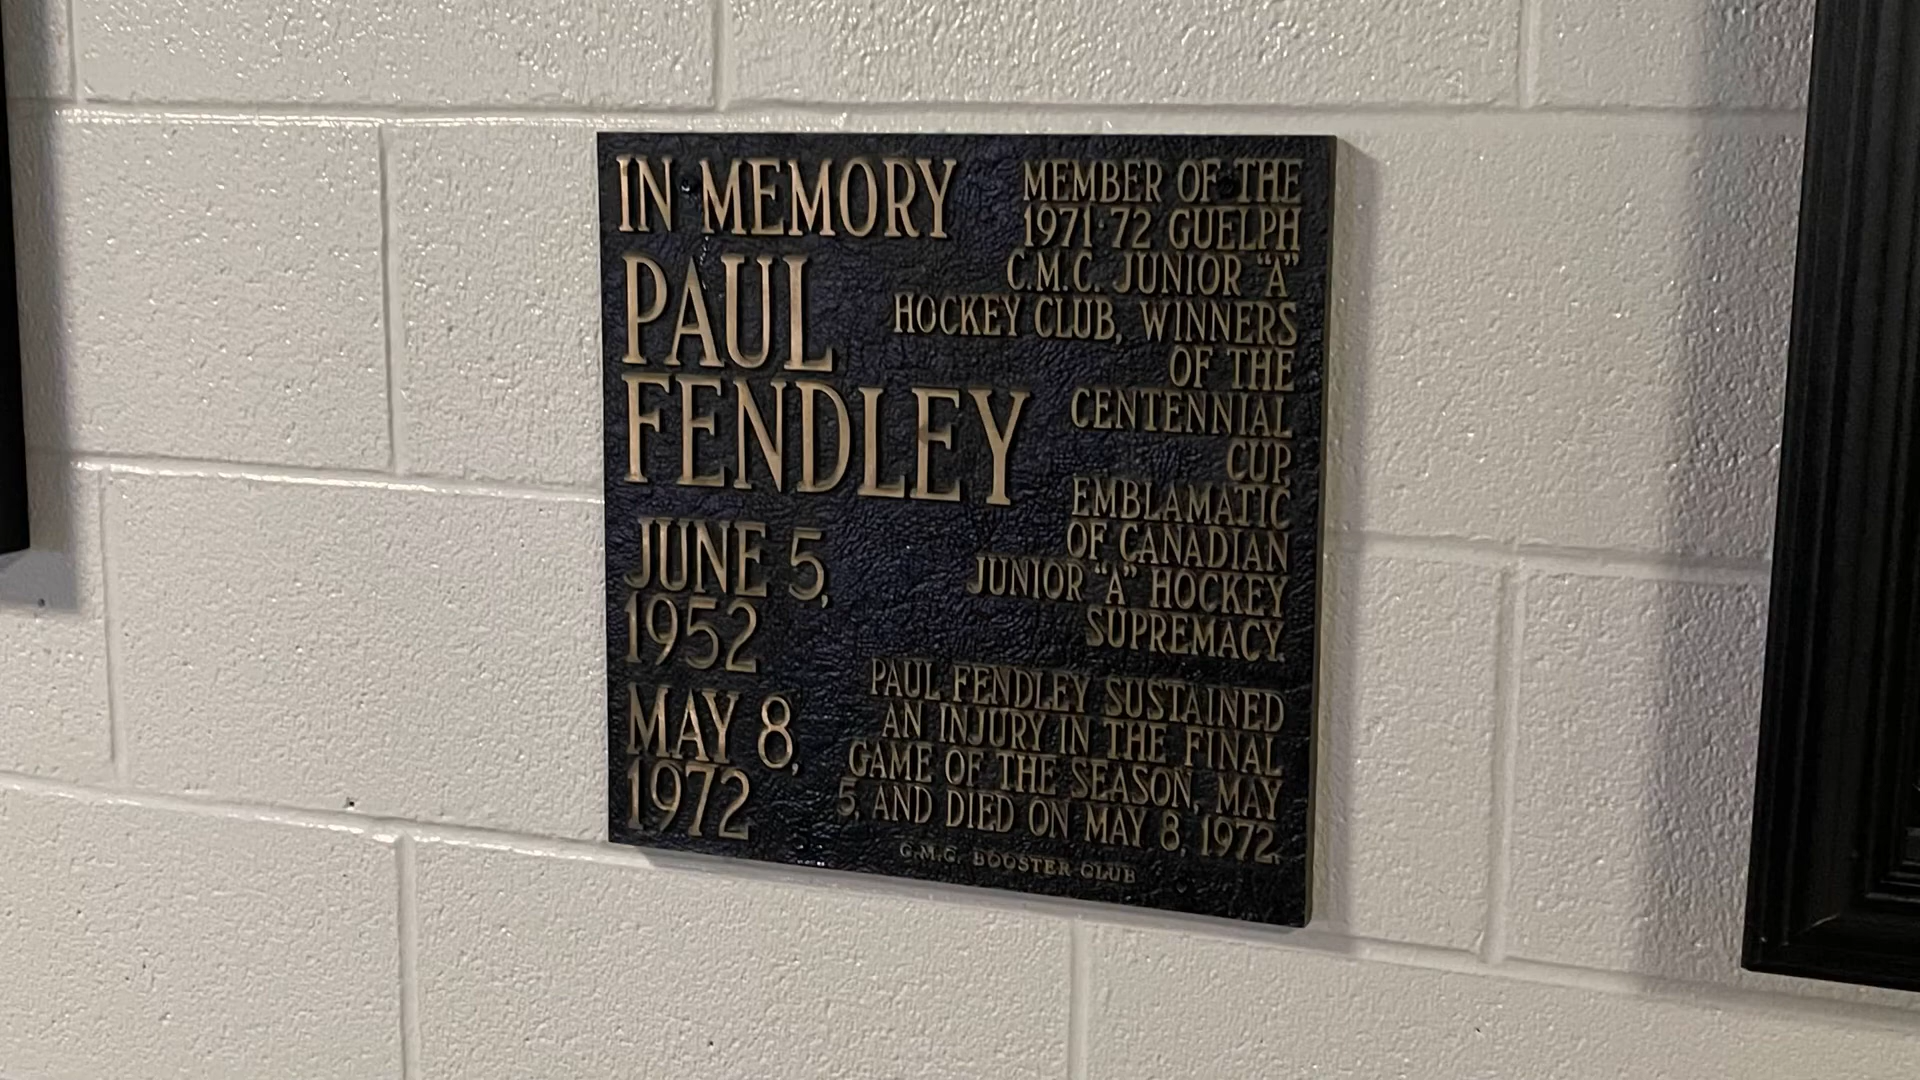 IN MEMORY
PAUL
FENDLEY
JUNE 5,
1952
MAY 8,
1972
MEMBER OF THE
1971·72 GUELPH
C.M.C. JUNIOR “A”
HOCKEY CLUB, WINNERS
OF THE
CENTENNIAL
CUP,
EMBLAMATIC
OF CANADIAN
JUNIOR “A” HOCKEY
SUPREMACY.
PAUL FENDLEY SUSTAINED
AN INJURY IN THE FINAL
GAME OF THE SEASON, MAY
5, AND DIED ON MAY 8, 1972.
C.M.C. BOOSTER CLUB